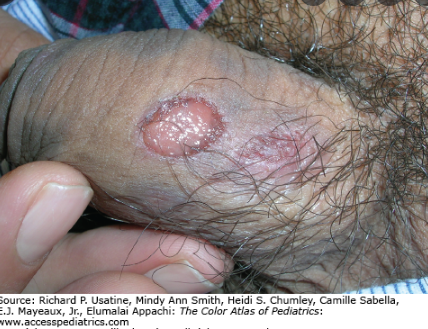 Source: Richard P. Usatine, Mindy Ann Smith, Heidi S. Chumley, Camille Sabella,
E.J. Mayeaux, Jr., Elumalai Appachi: The Color Atlas of Pediatrics:
www.accesspediatrics.com